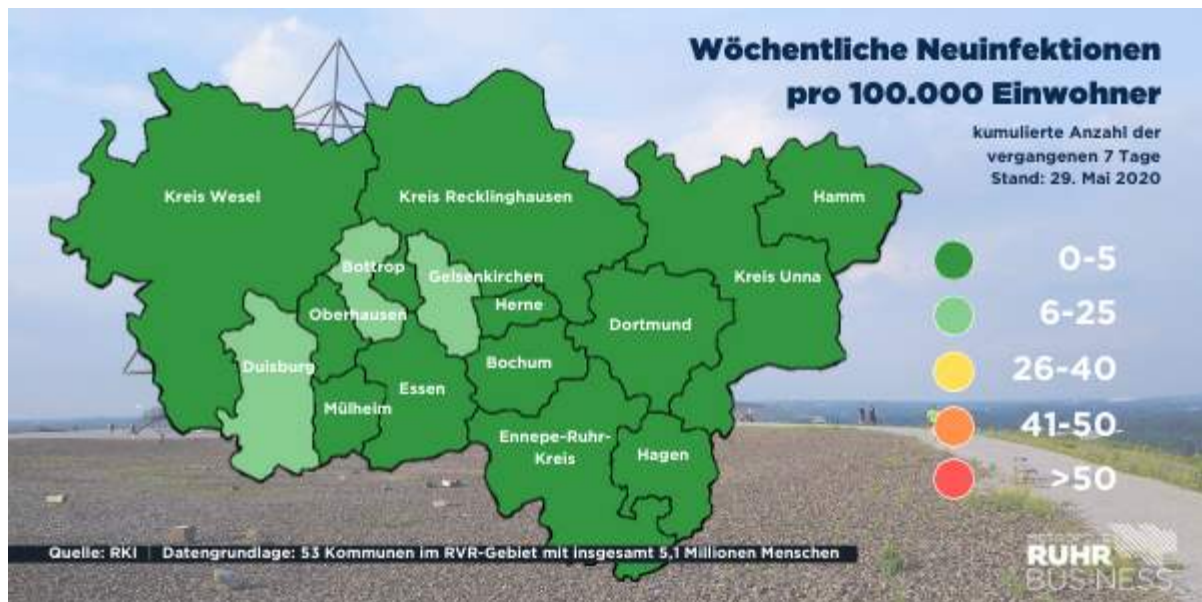 Wöchentliche Neuinfektionen
pro 100.000 Einwohner
kumulierte Anzahl der
vergangenen 7 Tage
Stand: 29. Mai 2020
Kreis Wesel
Kreis Recklinghausen
Hamm
Bottrop
Gelsenkirchen
Kreis Unna
Oberhausen
Herne
Dortmund
Duisburg
Bochum
Essen
Mülheim
Ennepe-Ruhr-
Kreis
Hagen
0-5
6-25
26-40
41-50
>50
Quelle: RKI | Datengrundlage: 53 Kommunen im RVR-Gebiet mit insgesamt 5,1 Millionen Menschen
RUHR
BUSINESS